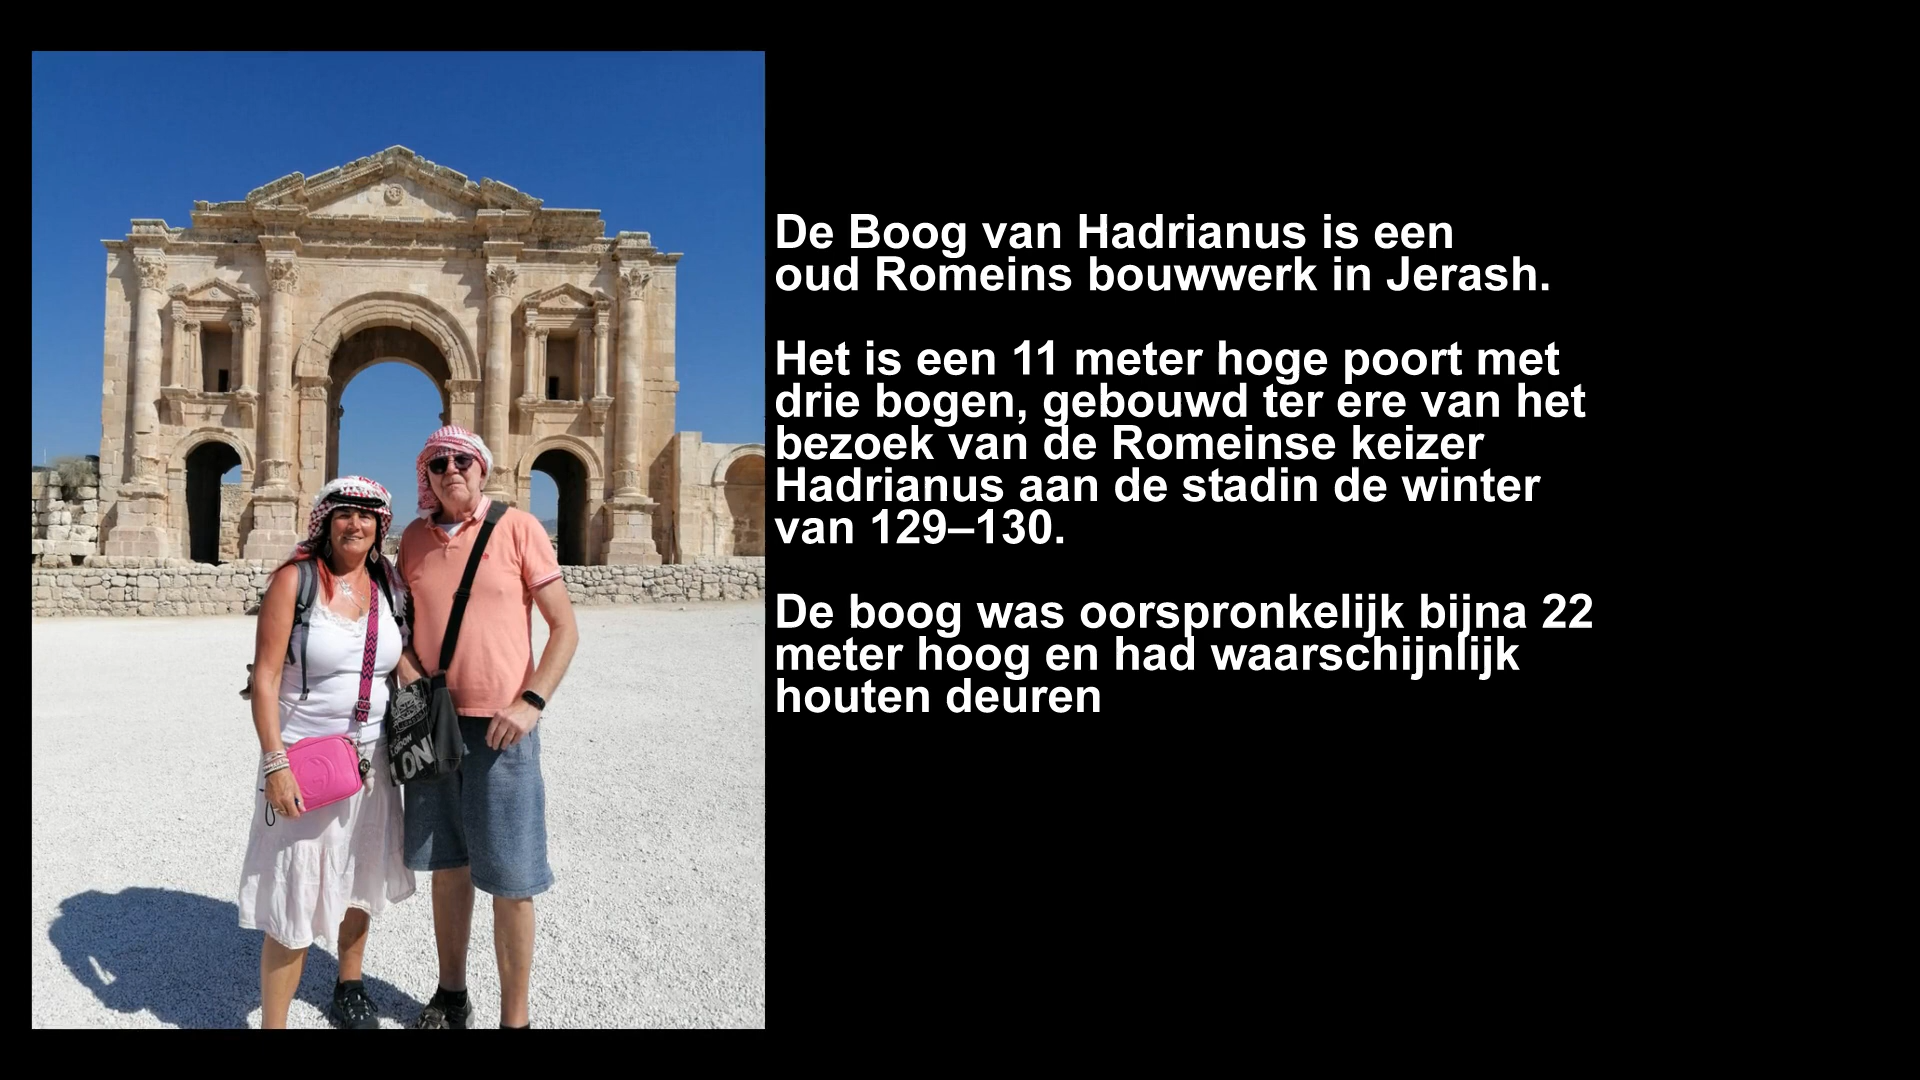 De Boog van Hadrianus is een
oud Romeins bouwwerk in Jerash.
Het is een 11 meter hoge poort met
drie bogen, gebouwd ter ere van het
bezoek van de Romeinse keizer
Hadrianus aan de stadin de winter
van 129–130.
De boog was oorspronkelijk bijna 22
meter hoog en had waarschijnlijk
houten deuren
LONDON
LON